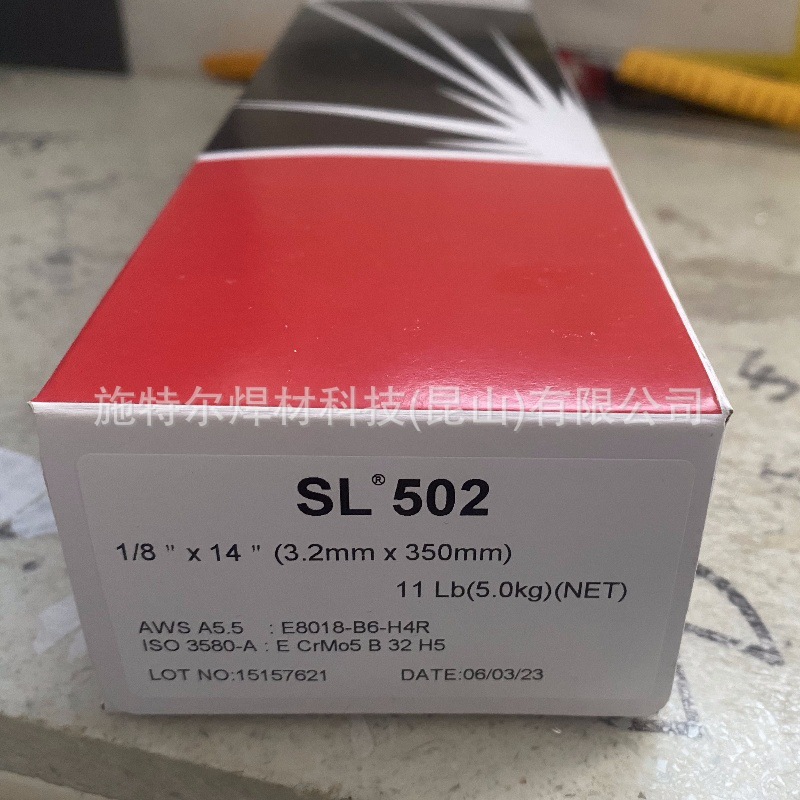 施特尔焊材科技(昆山)有限公司
SL® 502
1/8 " x 14 " (3.2mm x 350mm)
11 Lb(5.0kg)(NET)
AWS A5.5 : E8018-B6-H4R
ISO 3580-A : E CrMo5 B 32 H5
LOT NO:15157621 DATE:06/03/23